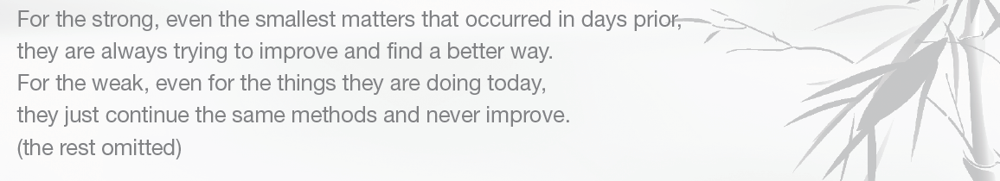 For the strong, even the smallest matters that occurred in days prior,
they are always trying to improve and find a better way.
For the weak, even for the things they are doing today,
they just continue the same methods and never improve.
(the rest omitted)